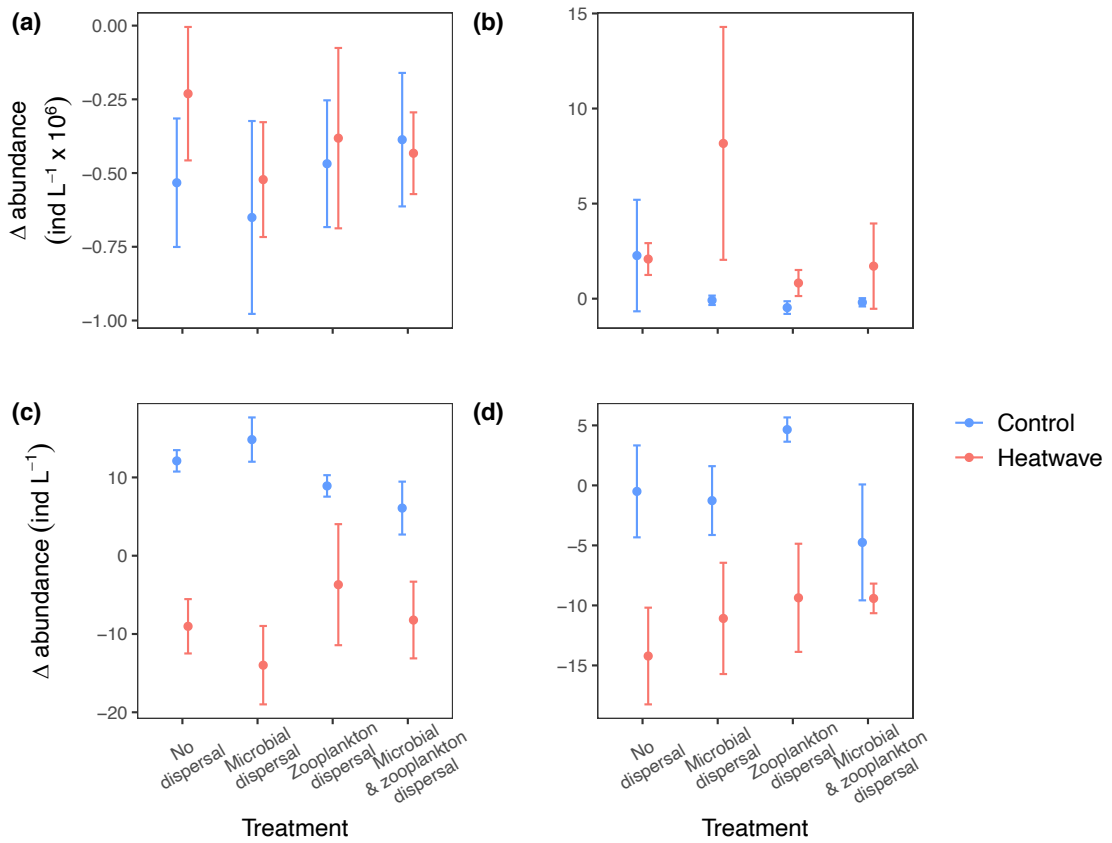 (a)
(b)
Δ abundance
(ind L⁻¹ x 10⁶)
0.00
−0.25
−0.50
−0.75
−1.00
15
10
5
0
(c)
(d)
Δ abundance (ind L⁻¹)
10
0
−10
−20
5
0
−5
−10
−15
Control
Heatwave
No
dispersal
Microbial
dispersal
Zooplankton
dispersal
Microbial
& zooplankton
dispersal
No
dispersal
Microbial
dispersal
Zooplankton
dispersal
Microbial
& zooplankton
dispersal
Treatment
Treatment